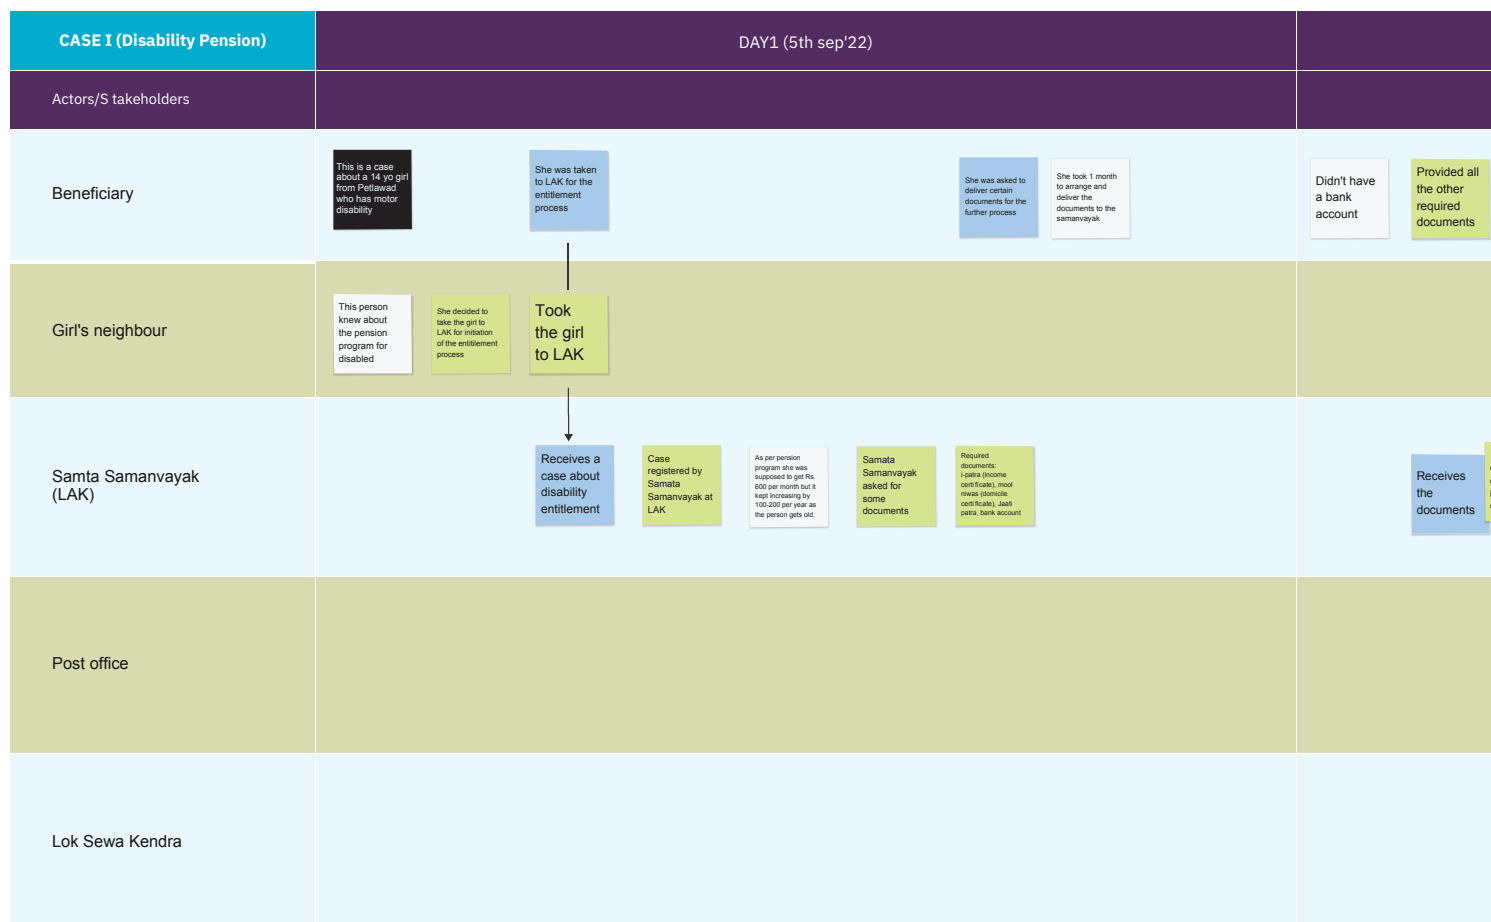 CASE I (Disability Pension)
DAY1 (5th sep'22)
Actors/S takeholders
Beneficiary
This is a case
about a 14 yo girl
from Petlawad
who has motor
disability
She was taken
to LAK for the
entitlement
process
She was asked to
deliver certain
documents for the
further process
She took 1 month
to arrange and
deliver the
documents to the
samanvayak
Didn't have
a bank
account
Provided all
the other
required
documents
Girl's neighbour
This person
knew about
the pension
program for
disabled
She decided to
take the girl to
LAK for initiation
of the entitilement
process
Took
the girl
to LAK
Samta Samanvayak
(LAK)
Receives a
case about
disability
entitlement
Case
registered by
Samata
Samanvayak at
LAK
As per pension
program she was
supposed to get Rs.
600 per month but it
kept increasing by
100-200 per year as
the person gets old.
Samata
Samanvayak
asked for
some
documents
Required
documents:
i-patra (income
certi ficate), mool
niwas (domicile
certi ficate), Jaati
patra, bank account
Receives
the
documents
Post office
Lok Sewa Kendra